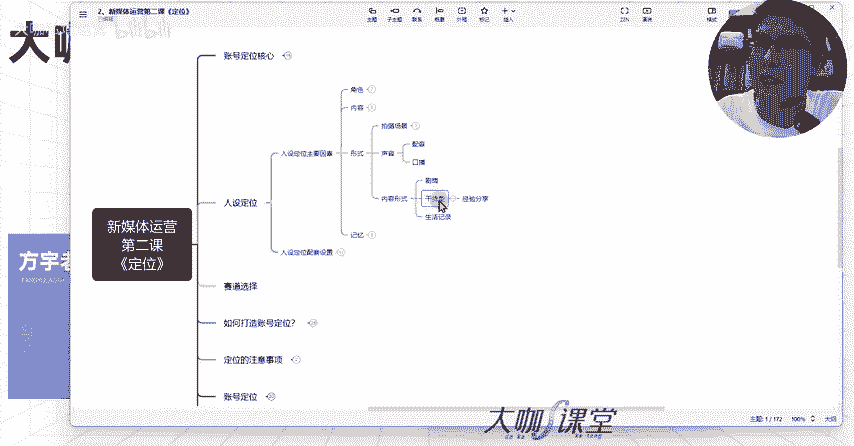 2、新媒体运营第二课《定位》
主题
子主题
联系
概要
外框
标记
插入
ZEN
演说
格式
大咖
账号定位核心
角色
内容
拍摄场景
人设定位主要因素
形式
声音
配音
口播
剧情
人设定位
内容形式
经验分享
生活记录
新媒体运营
第二课
《定位》
记忆
方宇老
人设定位配套设置
赛道选择
如何打造账号定位?
定位的注意事项
账号定位
大咖课堂
主题: 1 / 172
100%
大纲